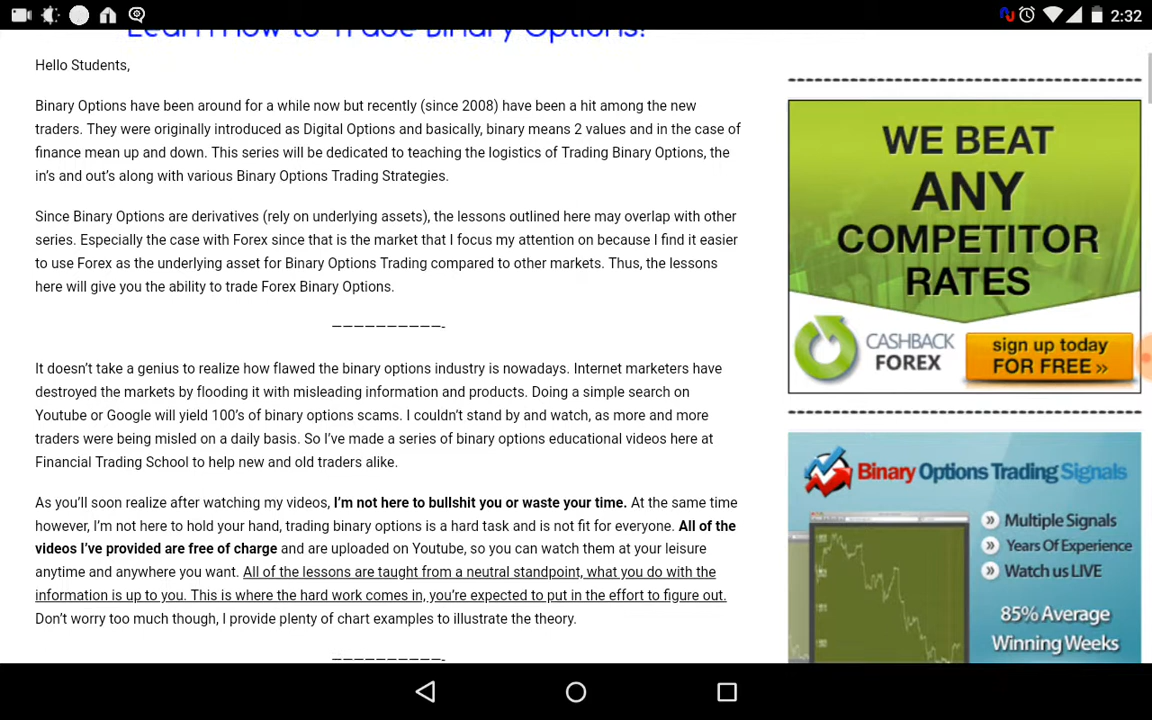 2:32
Learn how to Trade Binary Options!
Hello Students,
Binary Options have been around for a while now but recently (since 2008) have been a hit among the new
traders. They were originally introduced as Digital Options and basically, binary means 2 values and in the case of
finance mean up and down. This series will be dedicated to teaching the logistics of Trading Binary Options, the
in’s and out’s along with various Binary Options Trading Strategies.
Since Binary Options are derivatives (rely on underlying assets), the lessons outlined here may overlap with other
series. Especially the case with Forex since that is the market that I focus my attention on because I find it easier
to use Forex as the underlying asset for Binary Options Trading compared to other markets. Thus, the lessons
here will give you the ability to trade Forex Binary Options.
——————————-
It doesn’t take a genius to realize how flawed the binary options industry is nowadays. Internet marketers have
destroyed the markets by flooding it with misleading information and products. Doing a simple search on
Youtube or Google will yield 100’s of binary options scams. I couldn’t stand by and watch, as more and more
traders were being misled on a daily basis. So I’ve made a series of binary options educational videos here at
Financial Trading School to help new and old traders alike.
As you’ll soon realize after watching my videos, I’m not here to bullshit you or waste your time. At the same time
however, I’m not here to hold your hand, trading binary options is a hard task and is not fit for everyone. All of the
videos I’ve provided are free of charge and are uploaded on Youtube, so you can watch them at your leisure
anytime and anywhere you want. All of the lessons are taught from a neutral standpoint, what you do with the
information is up to you. This is where the hard work comes in, you’re expected to put in the effort to figure out.
Don’t worry too much though, I provide plenty of chart examples to illustrate the theory.
——————————-
WE BEAT
ANY
COMPETITOR
RATES
CASHBACK
FOREX
sign up today
FOR FREE »
Binary Options Trading Signals
Multiple Signals
Years Of Experience
Watch us LIVE
85% Average
Winning Weeks